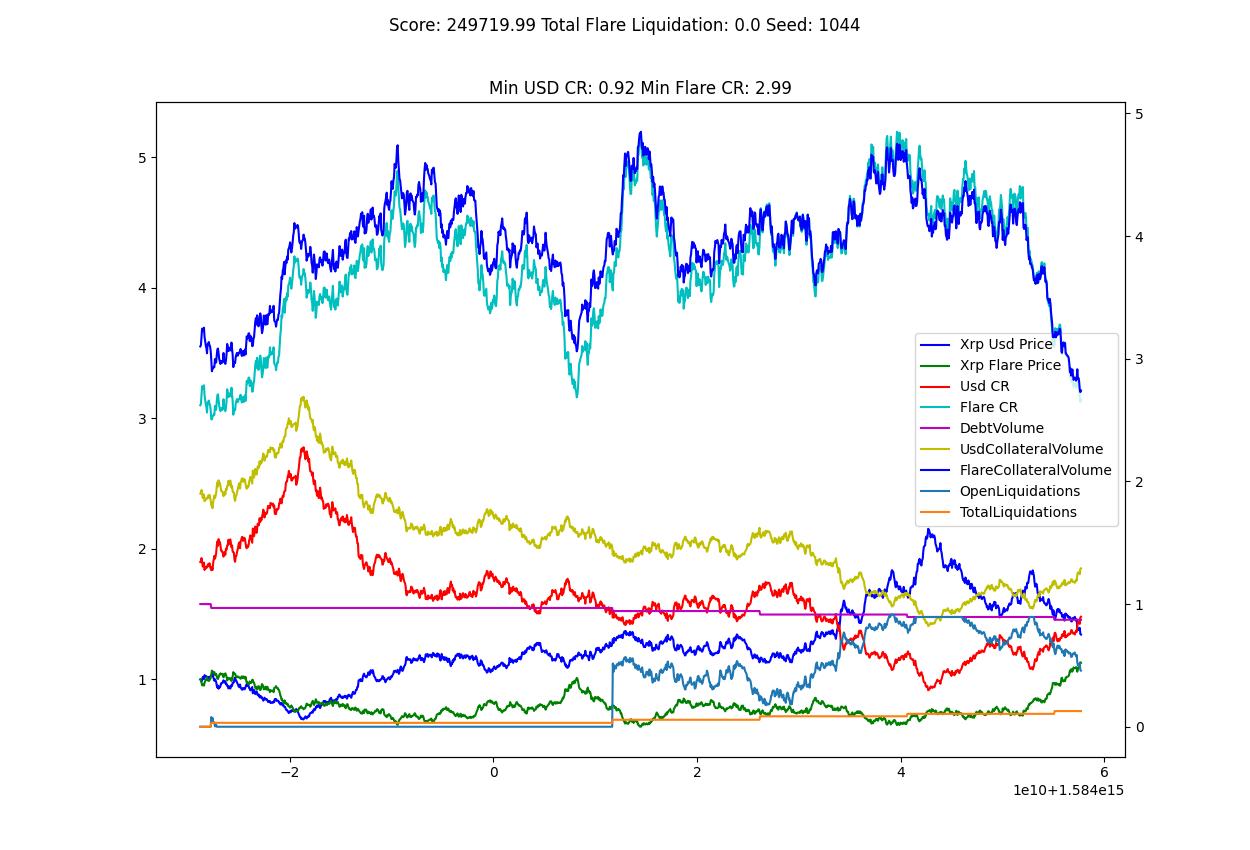 Score: 249719.99 Total Flare Liquidation: 0.0 Seed: 1044
Min USD CR: 0.92 Min Flare CR: 2.99
5
4
3
2
1
5
4
3
2
1
0
Xrp Usd Price
Xrp Flare Price
Usd CR
Flare CR
DebtVolume
UsdCollateralVolume
FlareCollateralVolume
OpenLiquidations
TotalLiquidations
−2 0 2 4 6
1e10+1.584e15